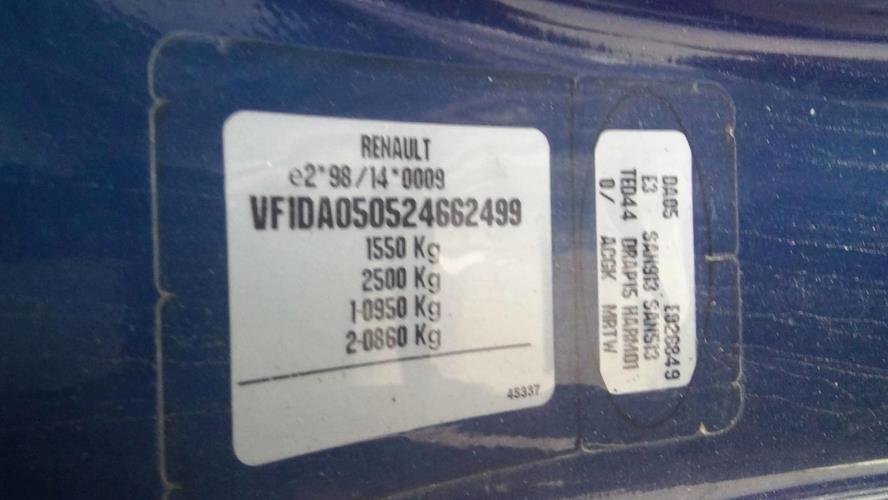 RENAULT
e2*98/14*0009
VF1DA050524662499
1550 Kg
2500 Kg
1-0950 Kg
2-0860 Kg
45337
DA05 E028849
E3 SANS13 SANS13
TED44 DRAP15 HARM01
0/ ACGK MRTW